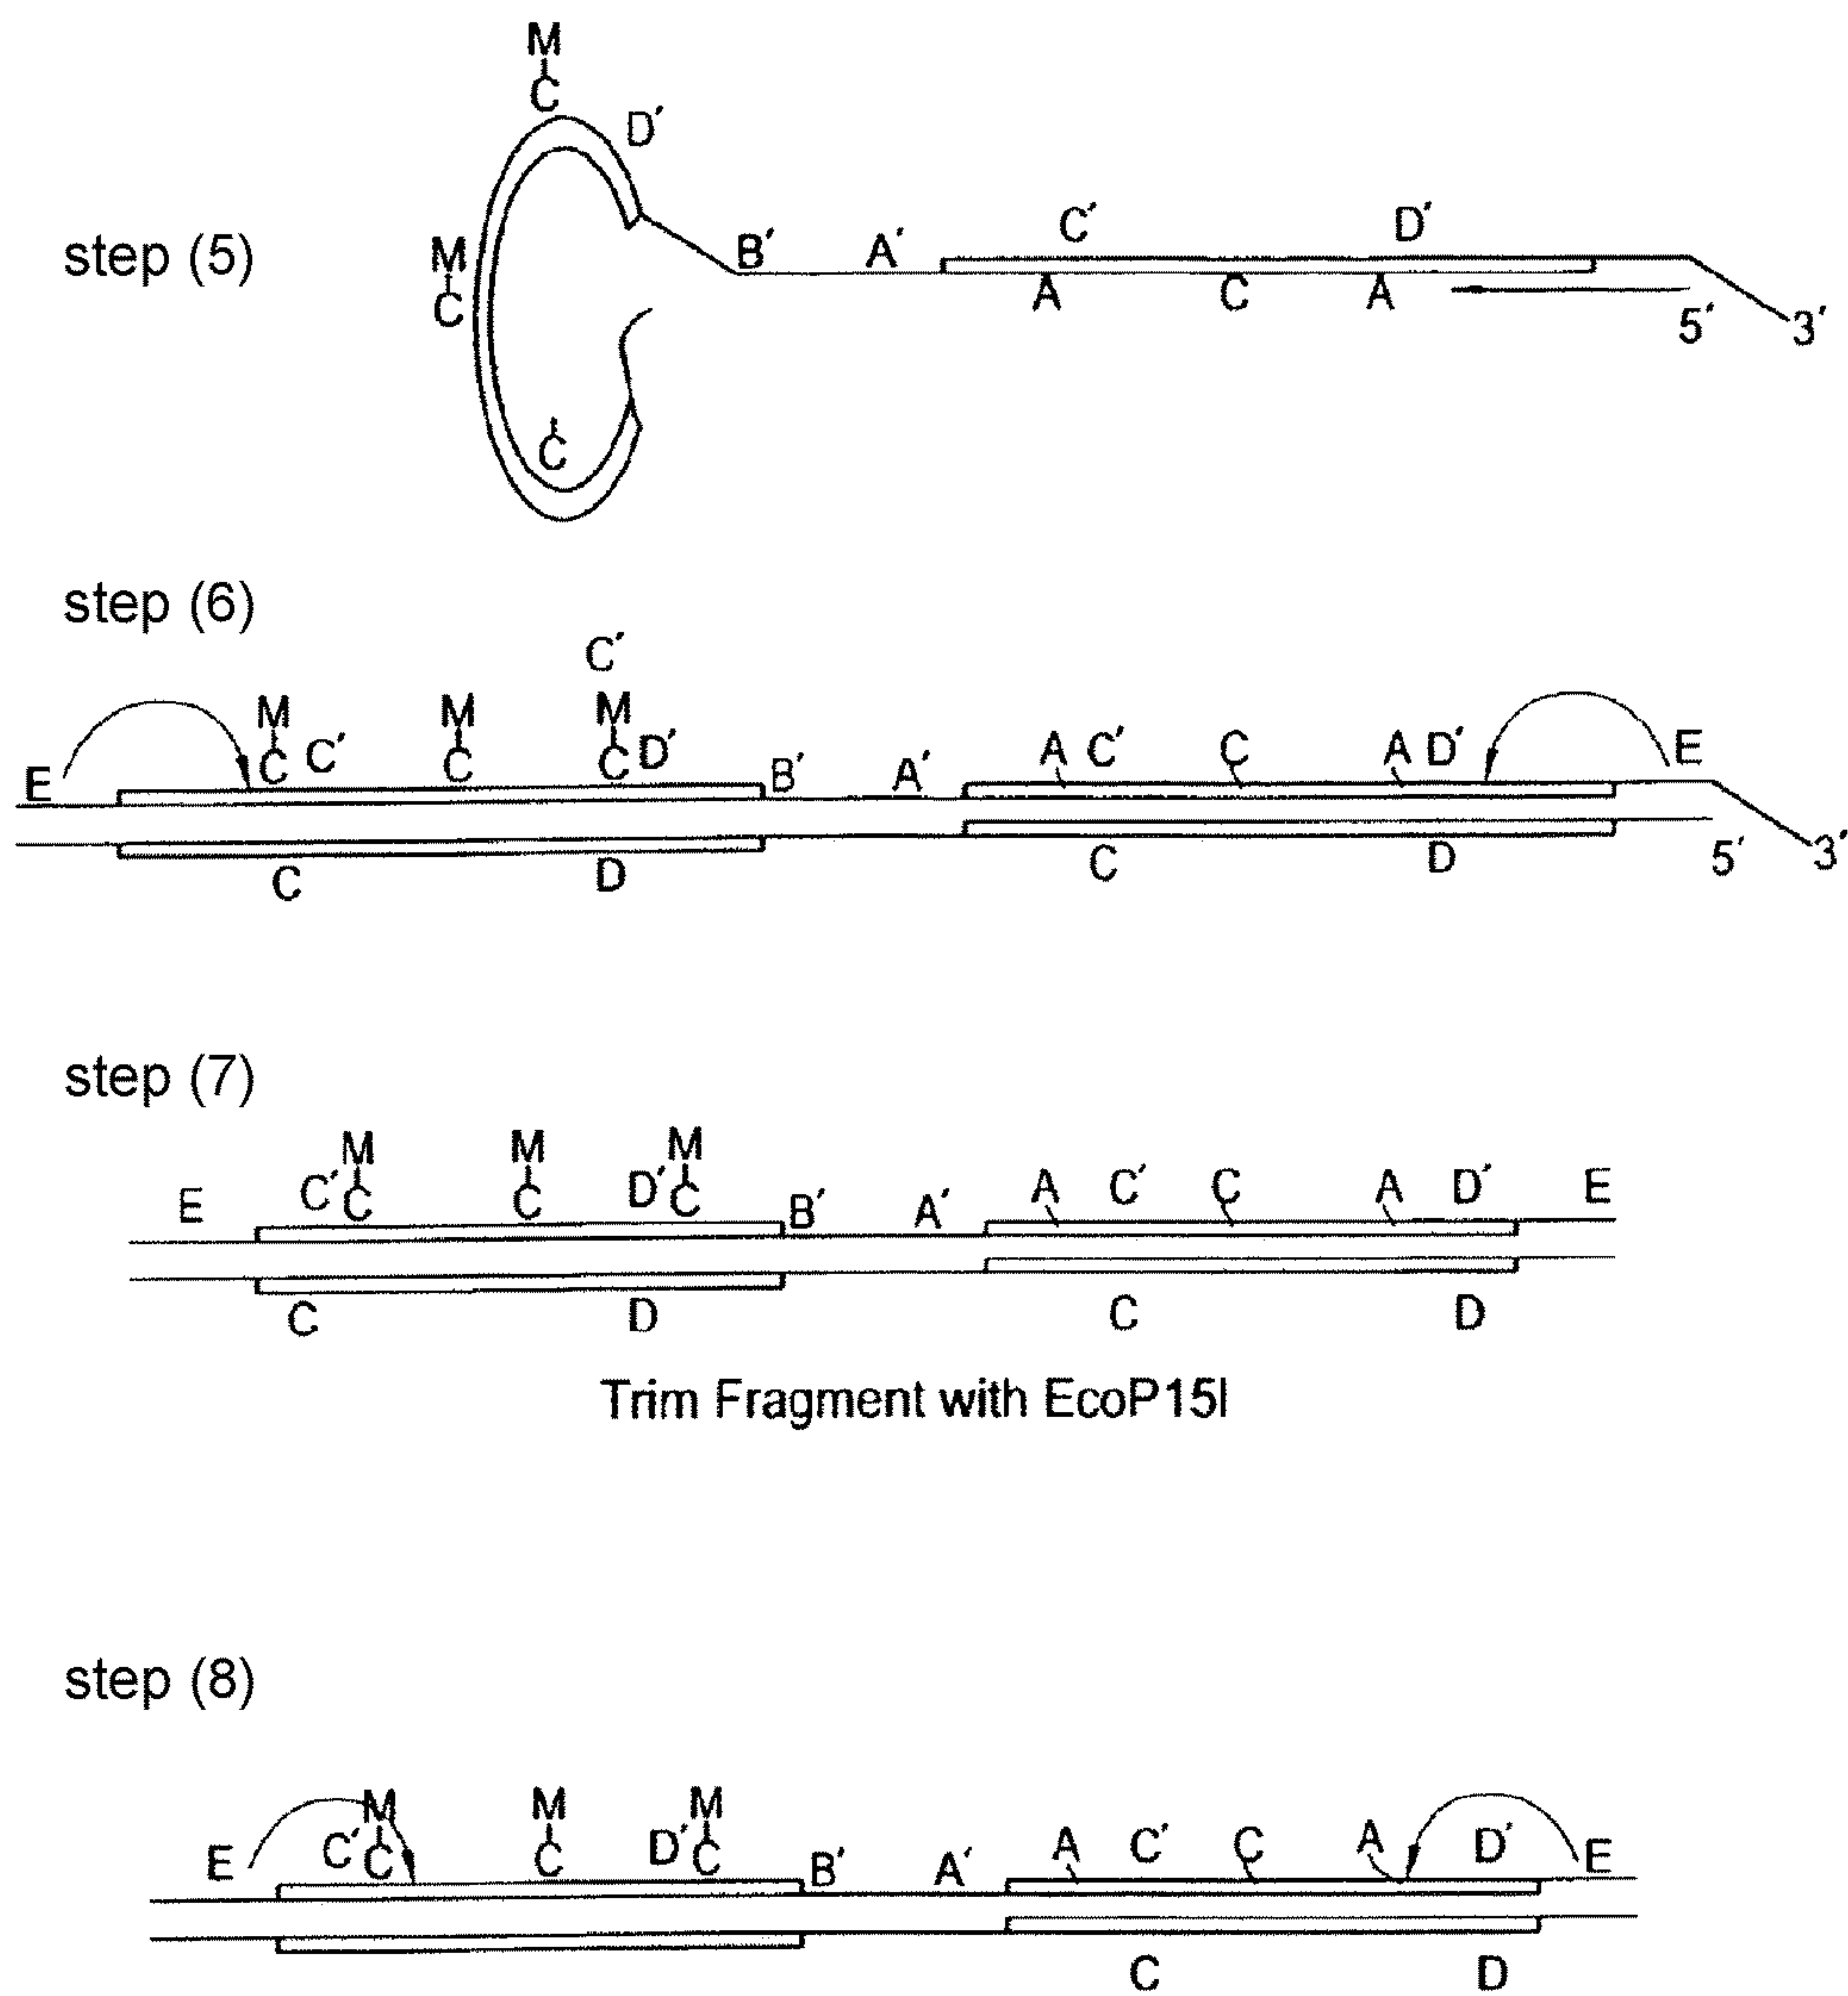 M
C
D′
step (5)
M
C
B′ A′ C′ D′
A C A
5′ 3′
C
step (6)
C′
M M M
E C C′ C C D′ B′ A′ A C′ C A D′ E
C D C D 5′ 3′
step (7)
M M M
E C′ C C D′ C B′ A′ A C′ C A D′ E
C D C D
Trim Fragment with EcoP15I
step (8)
M M M
E C′ C C D′ C B′ A′ A C′ C A D′ E
C D